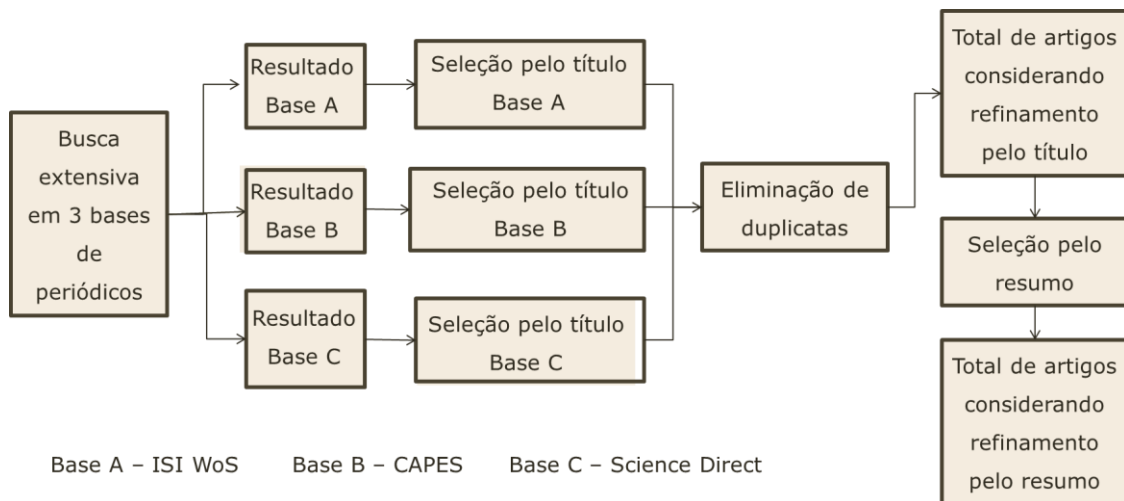 Busca
extensiva
em 3 bases
de
periódicos
Resultado
Base A
Seleção pelo título
Base A
Resultado
Base B
Seleção pelo título
Base B
Resultado
Base C
Seleção pelo título
Base C
Eliminação de
duplicatas
Total de artigos
considerando
refinamento
pelo título
Seleção pelo
resumo
Total de artigos
considerando
refinamento
pelo resumo
Base A – ISI WoS Base B – CAPES Base C – Science Direct